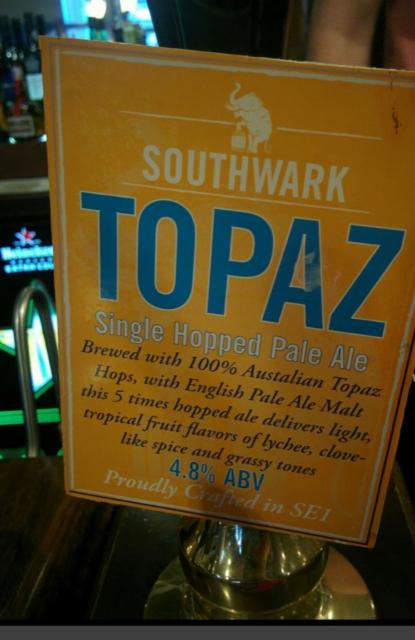 SOUTHWARK
TOPAZ
Single Hopped Pale Ale
Brewed with 100% Austalian Topaz
Hops, with English Pale Ale Malt
this 5 times hopped ale delivers light,
tropical fruit flavors of lychee, clove-
like spice and grassy tones
4.8% ABV
Proudly Crafted in SE1
Heineken